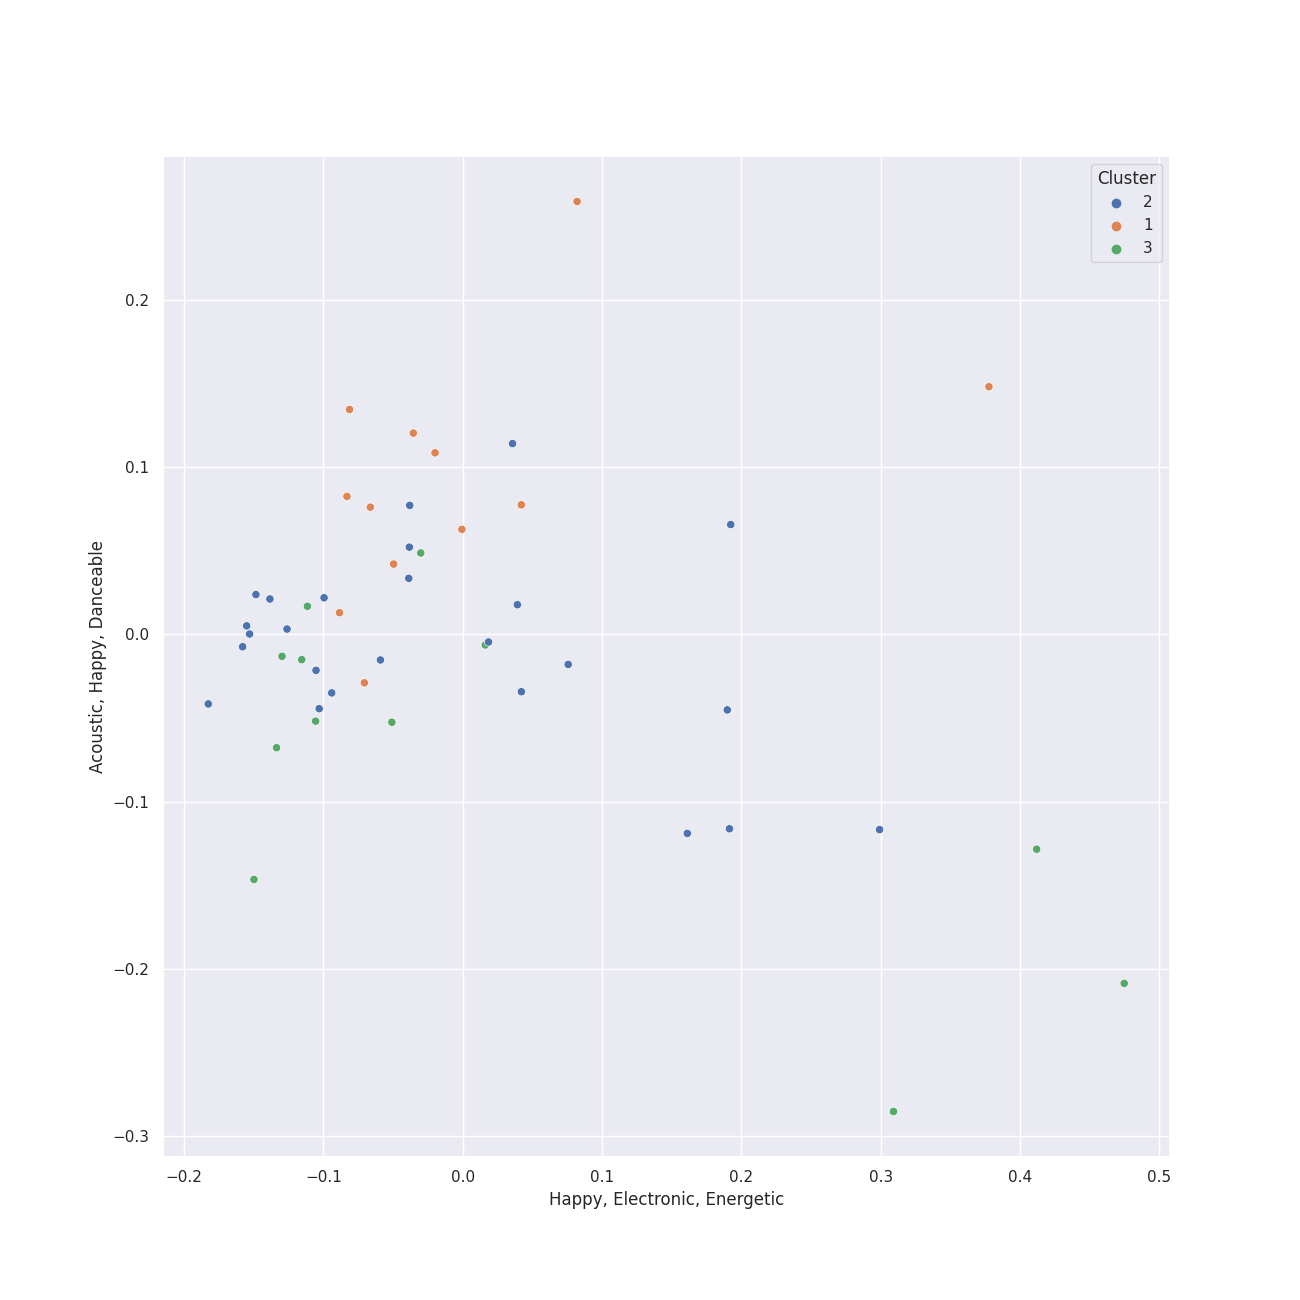 Cluster
2
1
3
0.2
0.1
0.0
−0.1
−0.2
−0.3
Acoustic, Happy, Danceable
−0.2 −0.1 0.0 0.1 0.2 0.3 0.4 0.5
Happy, Electronic, Energetic